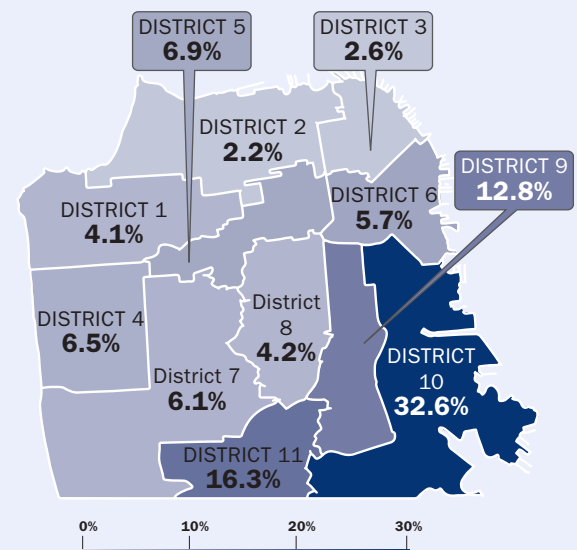 DISTRICT 5
6.9%
DISTRICT 3
2.6%
DISTRICT 2
2.2%
DISTRICT 9
12.8%
DISTRICT 6
5.7%
DISTRICT 1
4.1%
DISTRICT 4
6.5%
District
8
4.2%
District 7
6.1%
DISTRICT
10
32.6%
DISTRICT 11
16.3%
0% 10% 20% 30%